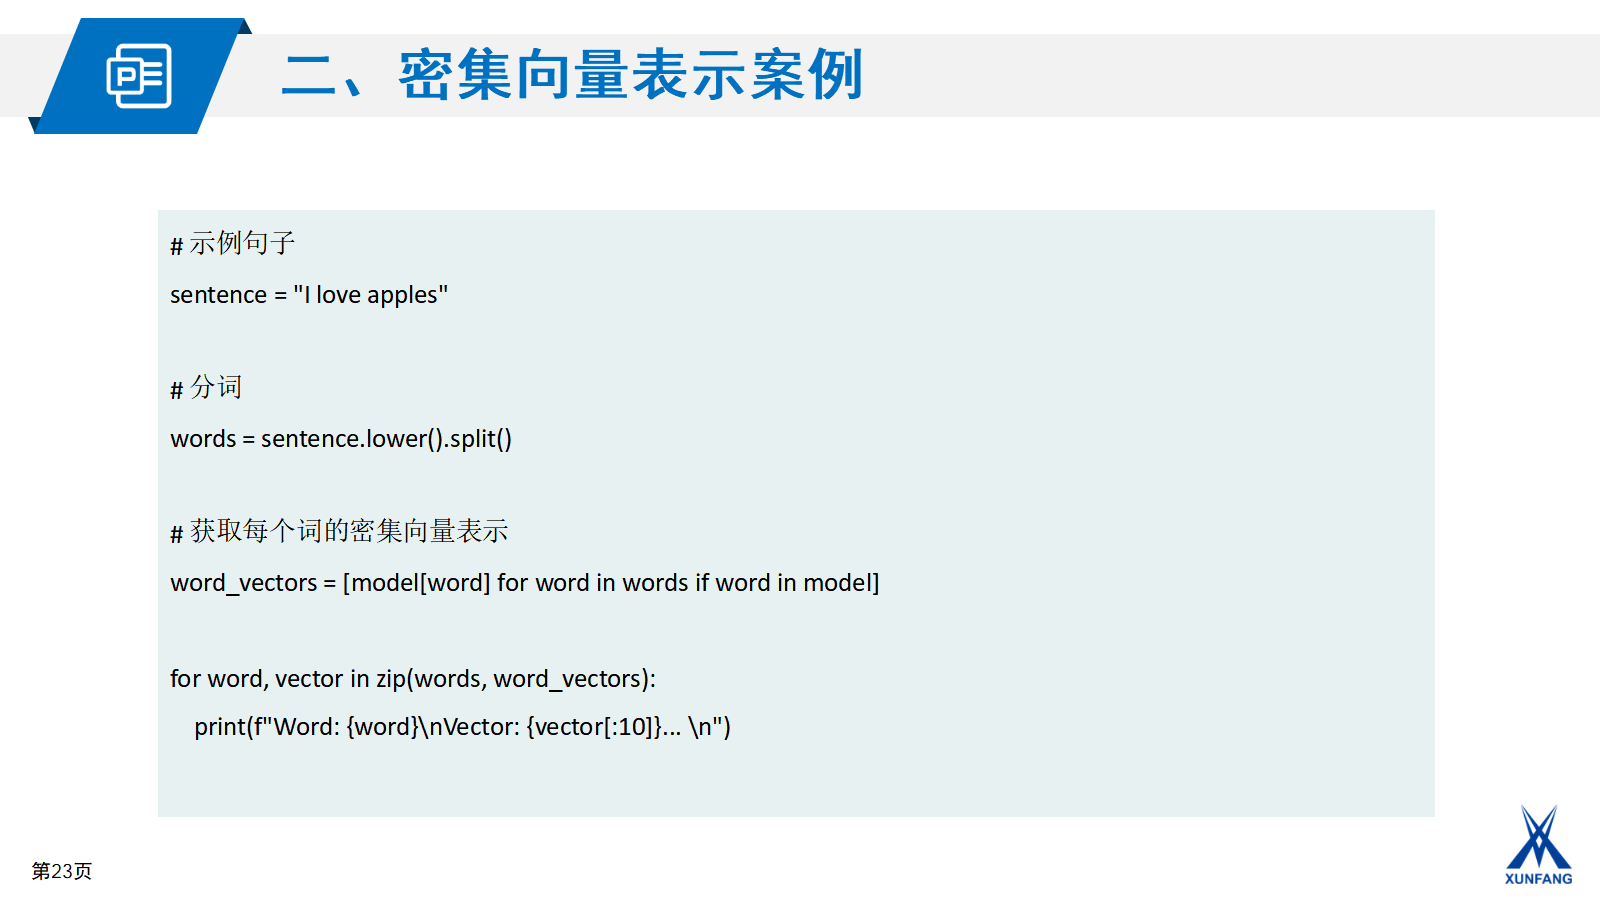 二、密集向量表示案例
# 示例句子
sentence = "I love apples"
# 分词
words = sentence.lower().split()
# 获取每个词的密集向量表示
word_vectors = [model[word] for word in words if word in model]
for word, vector in zip(words, word_vectors):
    print(f"Word: {word}\nVector: {vector[:10]}... \n")
第23页
XUNFANG